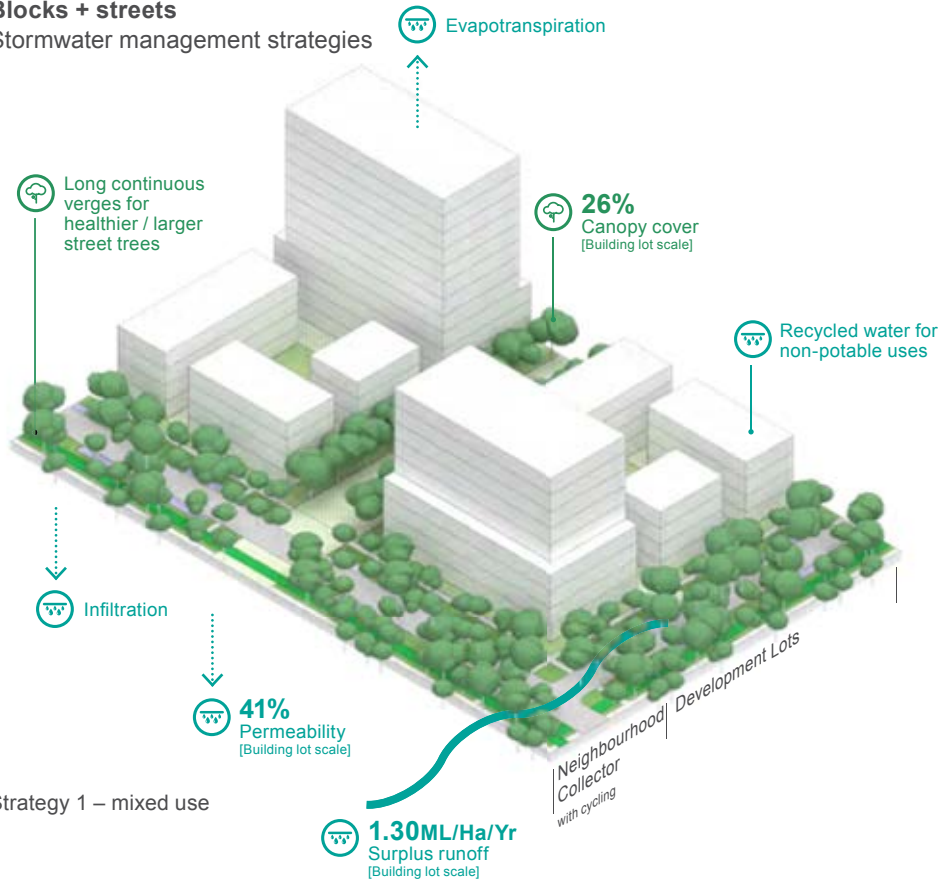 Blocks + streets
Stormwater management strategies
Evapotranspiration
Long continuous
verges for
healthier / larger
street trees
26%
Canopy cover
[Building lot scale]
Recycled water for
non-potable uses
Infiltration
41%
Permeability
[Building lot scale]
Development Lots
Neighbourhood
Collector
with cycling
Strategy 1 – mixed use
1.30ML/Ha/Yr
Surplus runoff
[Building lot scale]